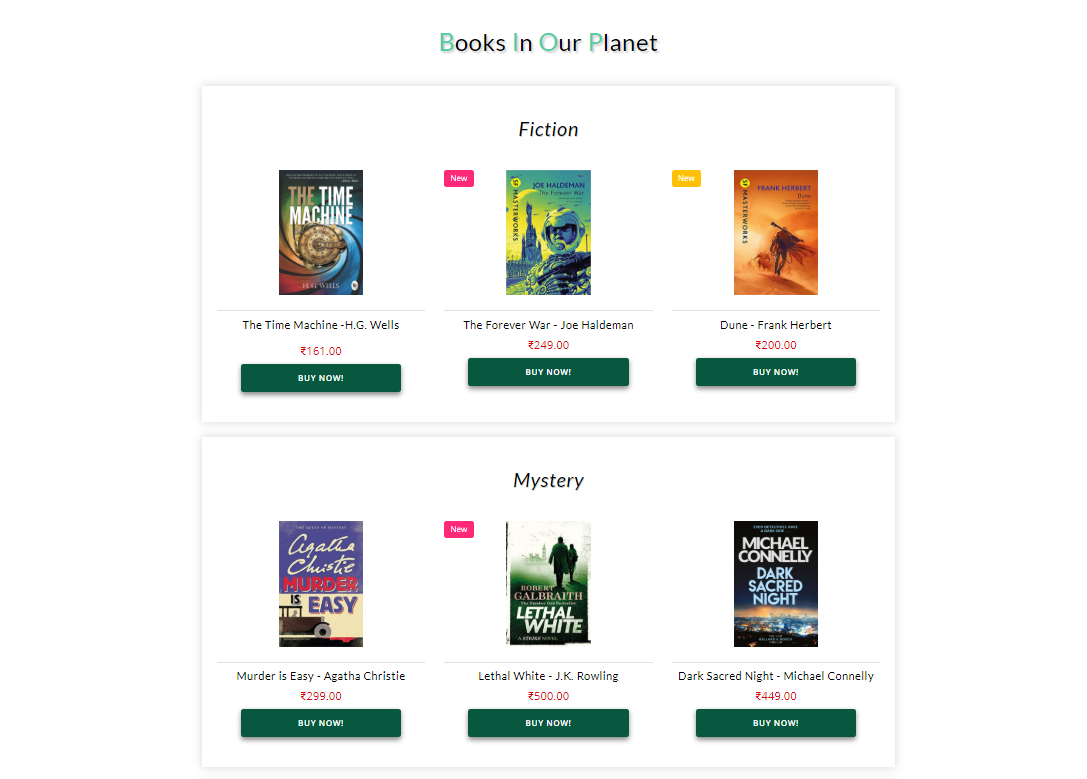 Books In Our Planet
Fiction
THE TIME
MACHINE
H.G. WELLS
New
SF MASTERWORKS
JOE HALDEMAN
The Forever War
New
SF MASTERWORKS
FRANK HERBERT
Dune
The Time Machine -H.G. Wells
₹161.00
BUY NOW!
The Forever War - Joe Haldeman
₹249.00
BUY NOW!
Dune - Frank Herbert
₹200.00
BUY NOW!
Mystery
THE QUEEN OF MYSTERY
Agatha
Christie
MURDER
IS
EASY
New
ROBERT
GALBRAITH
The Number One Bestseller
LETHAL
WHITE
A STRIKE NOVEL
MICHAEL
CONNELLY
DARK
SACRED
NIGHT
Murder is Easy - Agatha Christie
₹299.00
BUY NOW!
Lethal White - J.K. Rowling
₹500.00
BUY NOW!
Dark Sacred Night - Michael Connelly
₹449.00
BUY NOW!